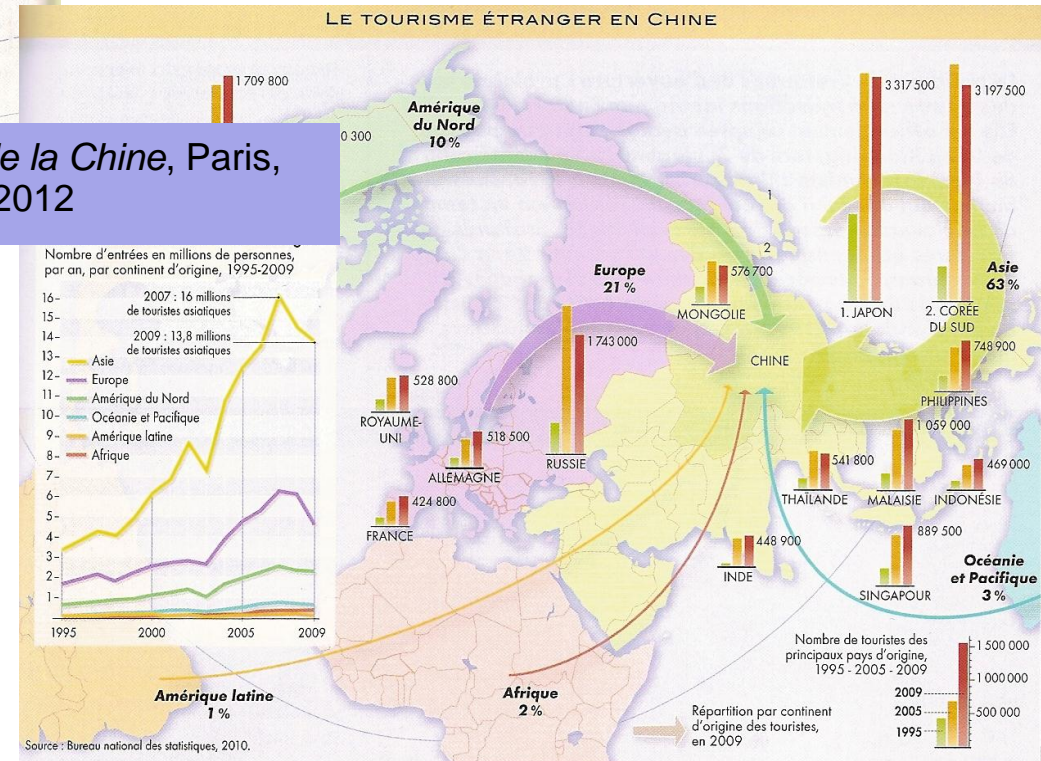 LE TOURISME ÉTRANGER EN CHINE
1 709 800
0 300
Amérique
du Nord
10 %
de la Chine, Paris,
2012
Nombre d'entrées en millions de personnes,
par an, par continent d'origine, 1995-2009
16
15
14
13
12
11
10
9
8
7
6
5
4
3
2
1
2007 : 16 millions
de touristes asiatiques
2009 : 13,8 millions
de touristes asiatiques
Asie
Europe
Amérique du Nord
Océanie et Pacifique
Amérique latine
Afrique
1995
2000
2005
2009
Europe
21 %
1
2
576 700
MONGOLIE
3 317 500
1. JAPON
3 197 500
2. CORÉE
DU SUD
Asie
63 %
CHINE
1 743 000
RUSSIE
528 800
ROYAUME-
UNI
518 500
ALLEMAGNE
424 800
FRANCE
748 900
PHILIPPINES
1 059 000
MALAISIE
541 800
THAÏLANDE
469 000
INDONÉSIE
448 900
INDE
889 500
SINGAPOUR
Océanie
et Pacifique
3 %
Amérique latine
1 %
Afrique
2 %
Répartition par continent
d'origine des touristes,
en 2009
Nombre de touristes des
principaux pays d'origine,
1995 - 2005 - 2009
2009
2005
1995
1 500 000
1 000 000
500 000
Source : Bureau national des statistiques, 2010.